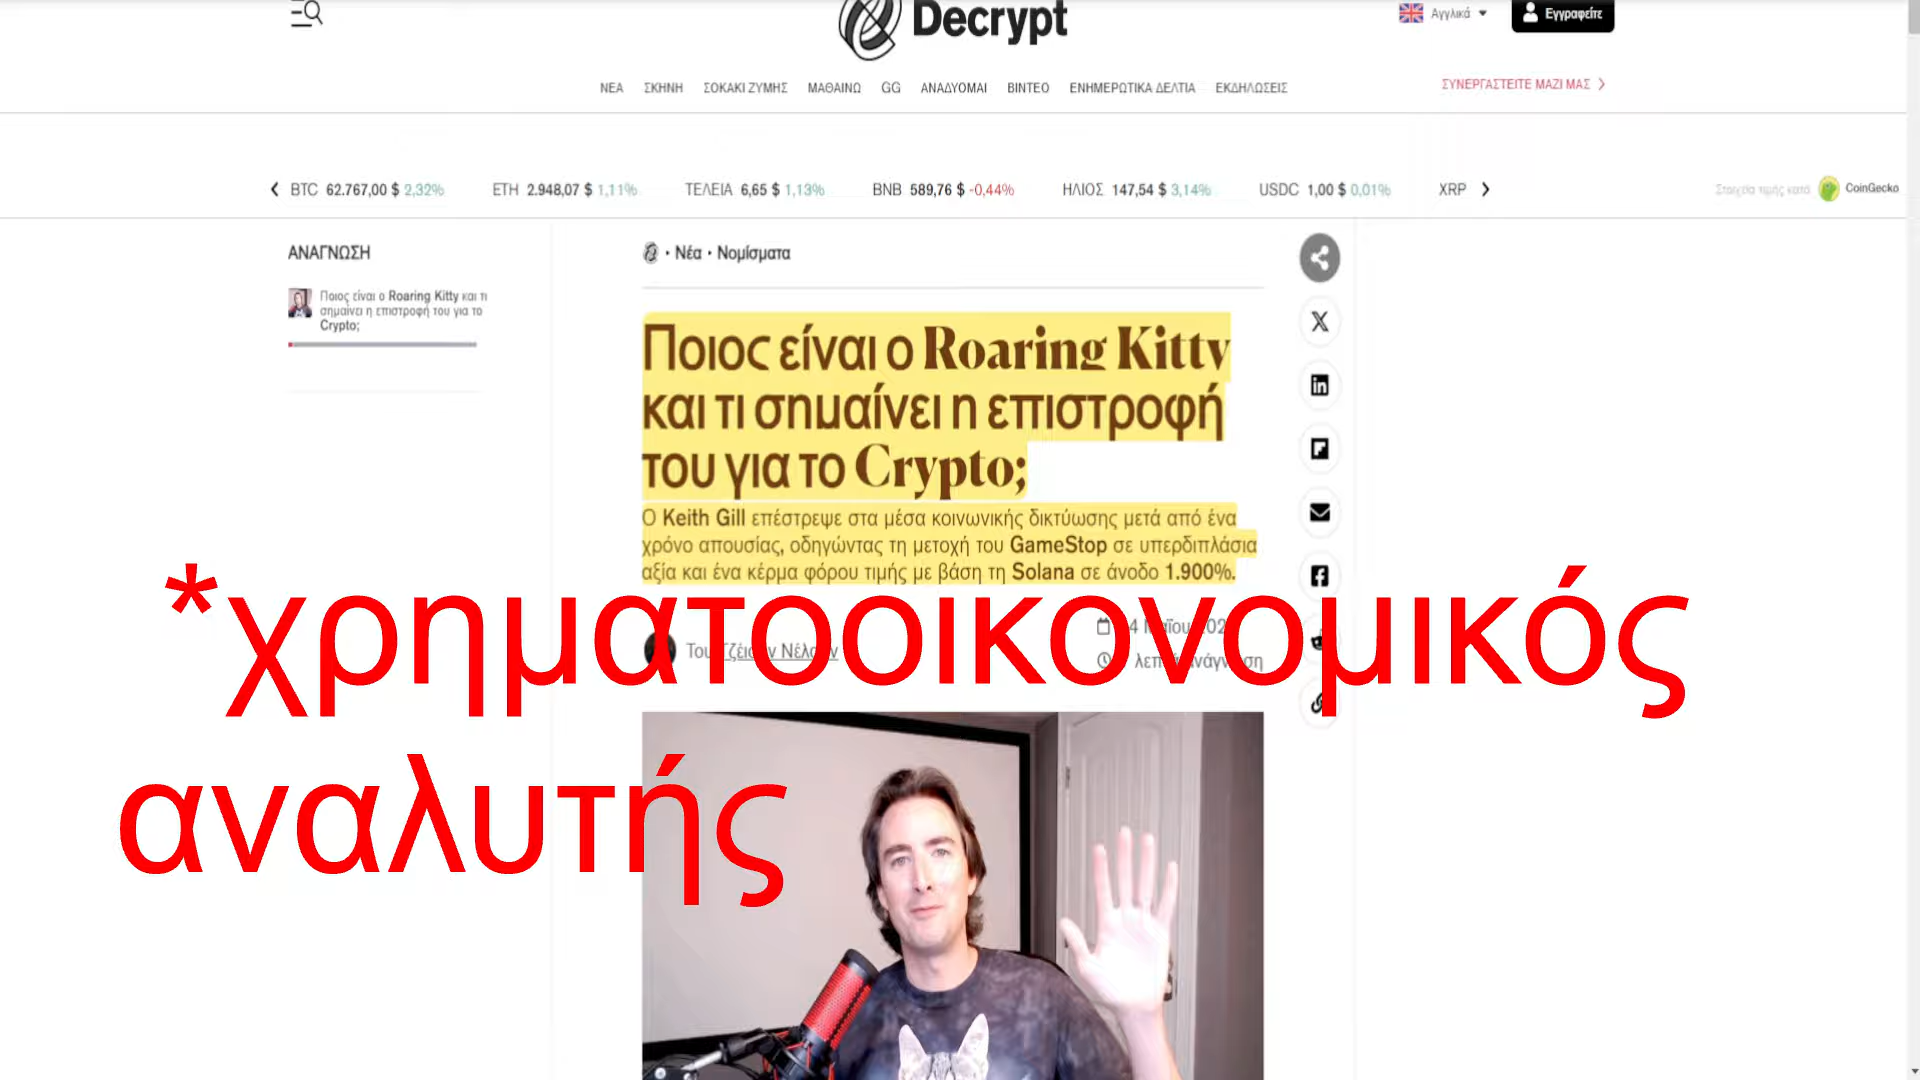 Decrypt
Αγγλικά
Εγγραφείτε
ΝΕΑ ΣΚΗΝΗ ΣΟΚΑΚΙ ΖΥΜΗΣ ΜΑΘΑΙΝΩ GG ΑΝΑΔΥΟΜΑΙ ΒΙΝΤΕΟ ΕΝΗΜΕΡΩΤΙΚΑ ΔΕΛΤΙΑ ΕΚΔΗΛΩΣΕΙΣ
ΣΥΝΕΡΓΑΣΤΕΙΤΕ ΜΑΖΙ ΜΑΣ
BTC 62.767,00 $ 2,32% ETH 2.948,07 $ 1,11% ΤΕΛΕΙΑ 6,65 $ 1,13% BNB 589,76 $ -0,44% ΗΛΙΟΣ 147,54 $ 3,14% USDC 1,00 $ 0,01% XRP
Στοιχεία τιμής κατά CoinGecko
ΑΝΑΓΝΩΣΗ
Ποιος είναι ο Roaring Kitty και τι
σημαίνει η επιστροφή του για το
Crypto;
• Νέα • Νομίσματα
Ποιος είναι ο Roaring Kitty
και τι σημαίνει η επιστροφή
του για το Crypto;
Ο Keith Gill επέστρεψε στα μέσα κοινωνικής δικτύωσης μετά από ένα
χρόνο απουσίας, οδηγώντας τη μετοχή του GameStop σε υπερδιπλάσια
αξία και ένα κέρμα φόρου τιμής με βάση τη Solana σε άνοδο 1.900%.
*χρηματοοικονομικός
αναλυτής